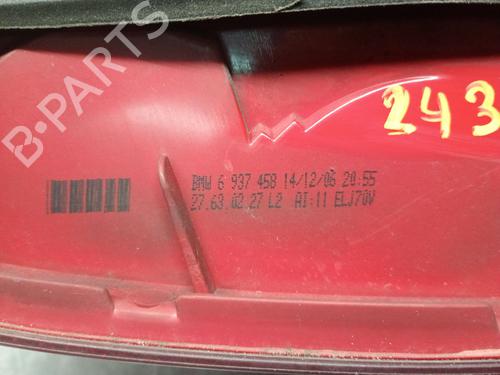 B-PARTS
243
BMW 6 937 458 14/12/06 20:55
27.63.02.27 L2 AI:11 ELJ70V